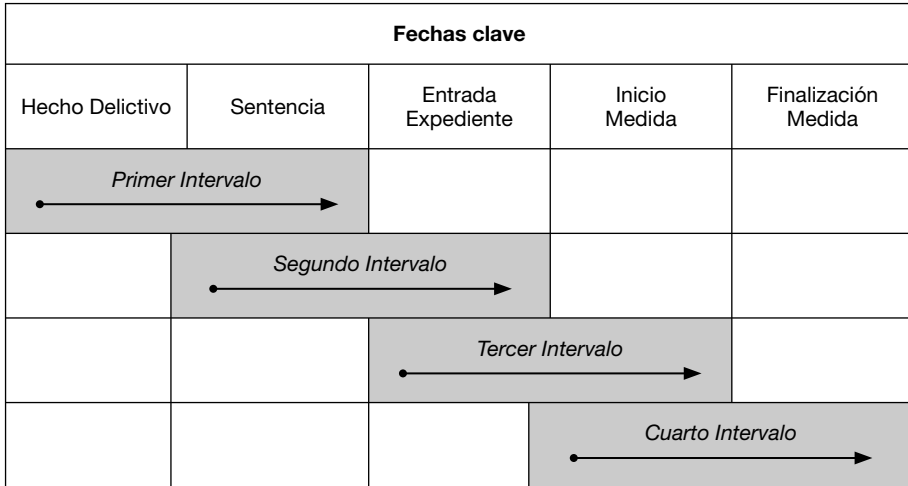 Fechas clave
Hecho Delictivo
Sentencia
Entrada
Expediente
Inicio
Medida
Finalización
Medida
Primer Intervalo
Segundo Intervalo
Tercer Intervalo
Cuarto Intervalo